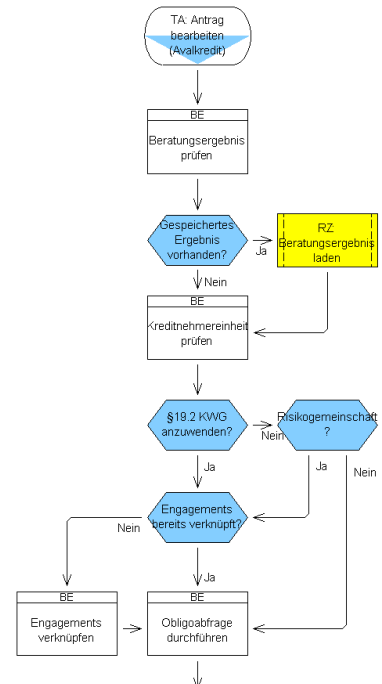 TA: Antrag
bearbeiten
(Avalkredit)
BE
Beratungsergebnis
prüfen
Gespeichertes
Ergebnis
vorhanden?
Ja
RZ:
Beratungsergebnis
laden
Nein
BE
Kreditnehmereinheit
prüfen
§19.2 KWG
anzuwenden?
Nein
Risikogemeinschaft
?
Ja
Ja
Nein
Engagements
bereits verknüpft?
Nein
Ja
BE
Engagements
verknüpfen
BE
Obligoabfrage
durchführen